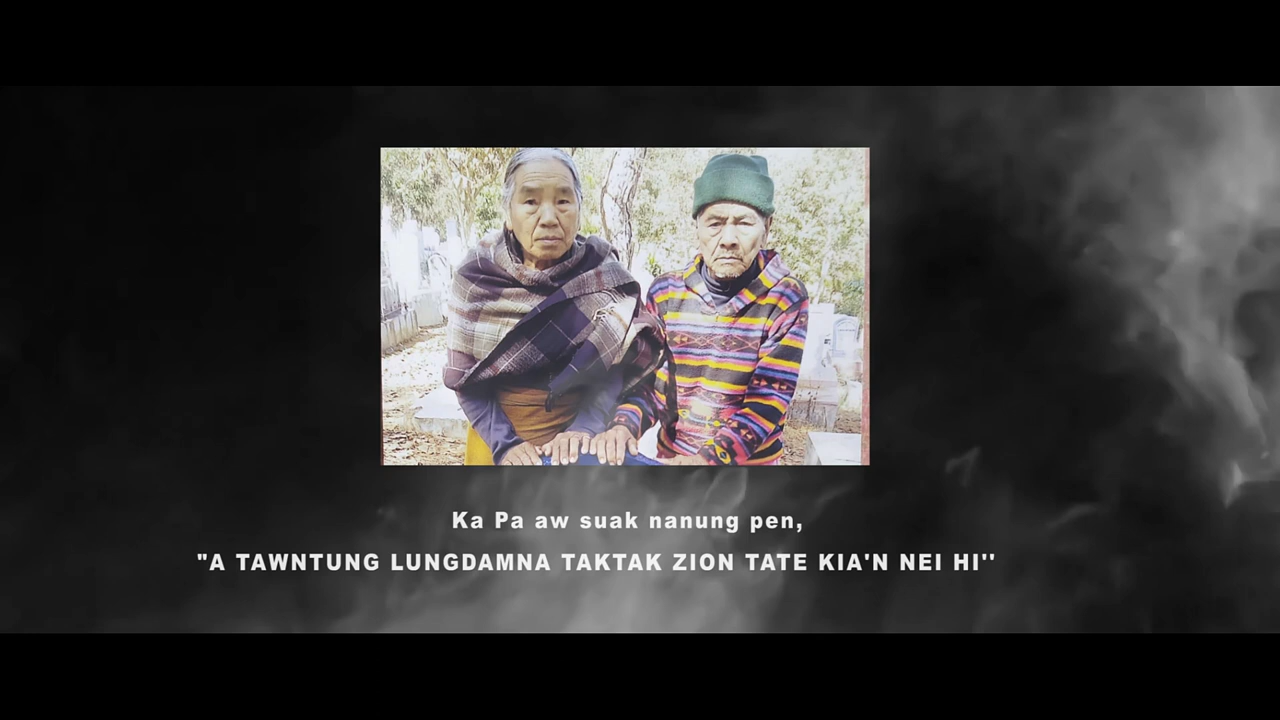 Ka Pa aw suak nanung pen,
"A TAWNTUNG LUNGDAMNA TAKTAK ZION TATE KIA'N NEI HI''